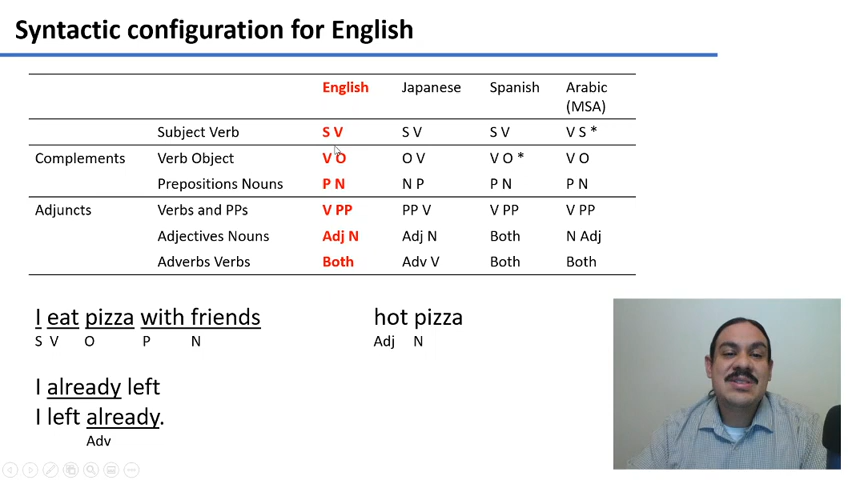 Syntactic configuration for English
English Japanese Spanish Arabic (MSA)
Subject Verb S V S V S V V S *
Complements Verb Object V O O V V O * V O
Prepositions Nouns P N N P P N P N
Adjuncts Verbs and PPs V PP PP V V PP V PP
Adjectives Nouns Adj N Adj N Both N Adj
Adverbs Verbs Both Adv V Both Both
I eat pizza with friends
S V O P N
hot pizza
Adj N
I already left
I left already.
Adv